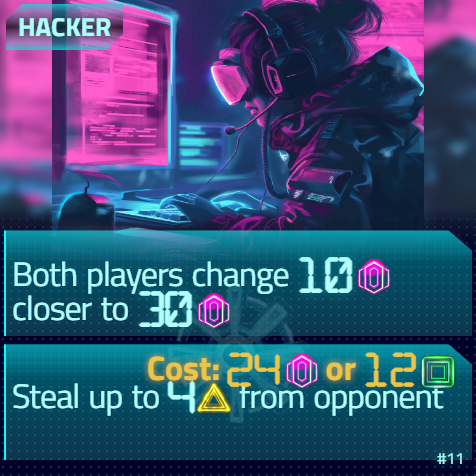 HACKER
Both players change 10
closer to 30
Cost: 24 or 12
Steal up to 4 from opponent
#11